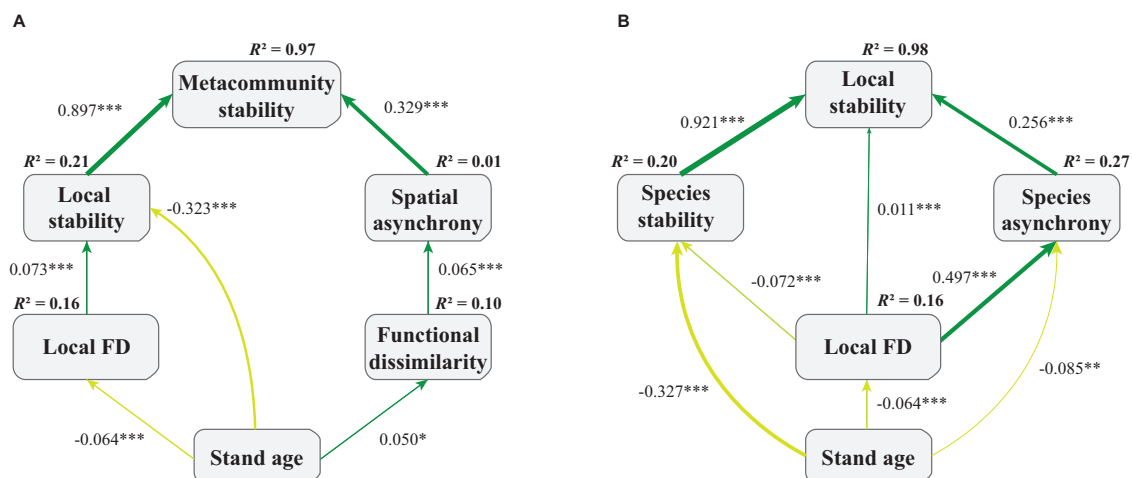 A
R² = 0.97
Metacommunity
stability
0.897***
0.329***
R² = 0.21
R² = 0.01
Local
stability
-0.323***
Spatial
asynchrony
0.073***
0.065***
R² = 0.16
R² = 0.10
Local FD
Functional
dissimilarity
-0.064***
0.050*
Stand age
B
R² = 0.98
Local
stability
0.921***
0.256***
R² = 0.20
R² = 0.27
Species
stability
0.011***
Species
asynchrony
-0.072***
0.497***
R² = 0.16
Local FD
-0.327***
-0.064***
-0.085**
Stand age